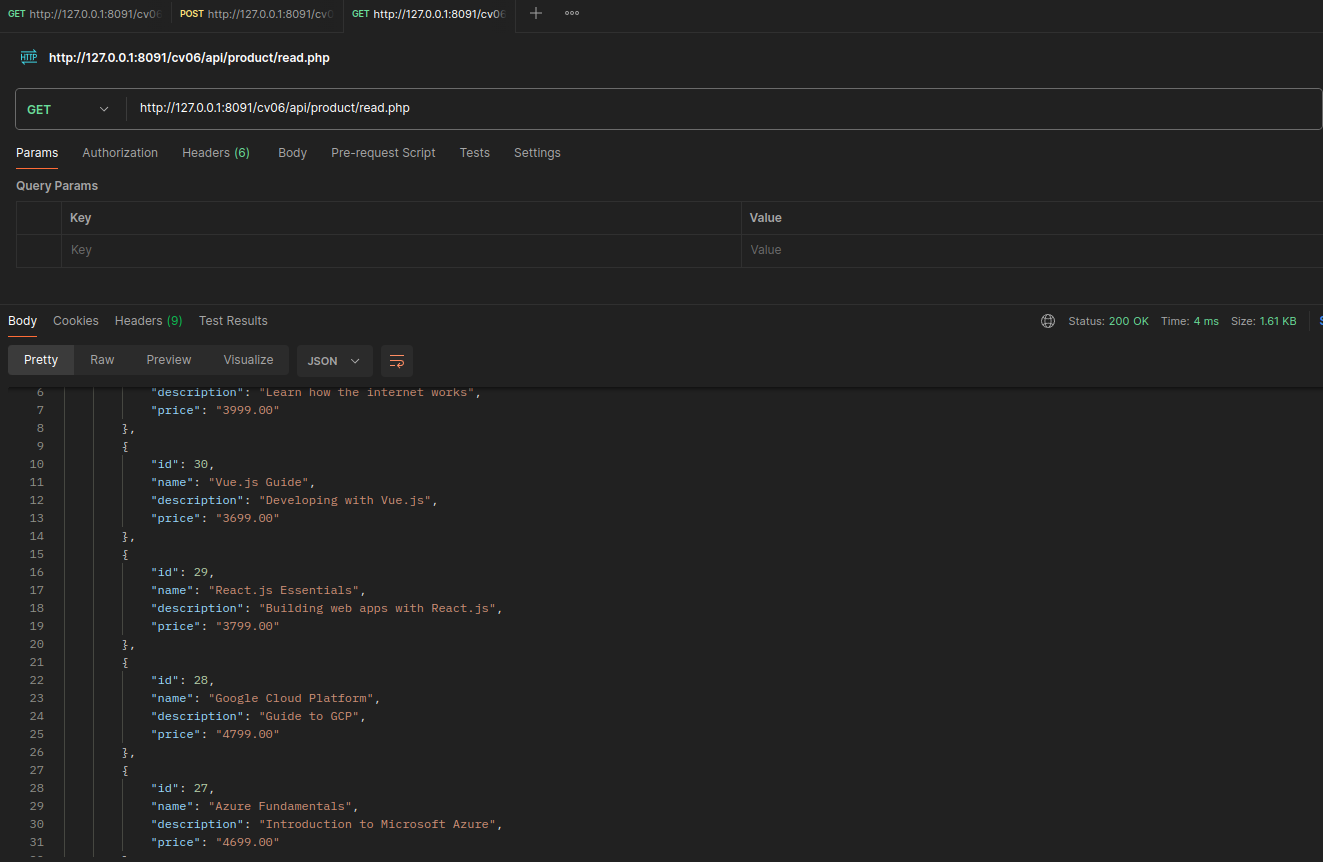 GET http://127.0.0.1:8091/cv06 POST http://127.0.0.1:8091/cv0 GET http://127.0.0.1:8091/cv06
HTTP http://127.0.0.1:8091/cv06/api/product/read.php
GET http://127.0.0.1:8091/cv06/api/product/read.php
Params Authorization Headers (6) Body Pre-request Script Tests Settings
Query Params
Key Value
Key Value
Body Cookies Headers (9) Test Results Status: 200 OK Time: 4 ms Size: 1.61 KB
Pretty Raw Preview Visualize JSON
6 "description": "Learn how the internet works",
7 "price": "3999.00"
8 },
9 {
10 "id": 30,
11 "name": "Vue.js Guide",
12 "description": "Developing with Vue.js",
13 "price": "3699.00"
14 },
15 {
16 "id": 29,
17 "name": "React.js Essentials",
18 "description": "Building web apps with React.js",
19 "price": "3799.00"
20 },
21 {
22 "id": 28,
23 "name": "Google Cloud Platform",
24 "description": "Guide to GCP",
25 "price": "4799.00"
26 },
27 {
28 "id": 27,
29 "name": "Azure Fundamentals",
30 "description": "Introduction to Microsoft Azure",
31 "price": "4699.00"